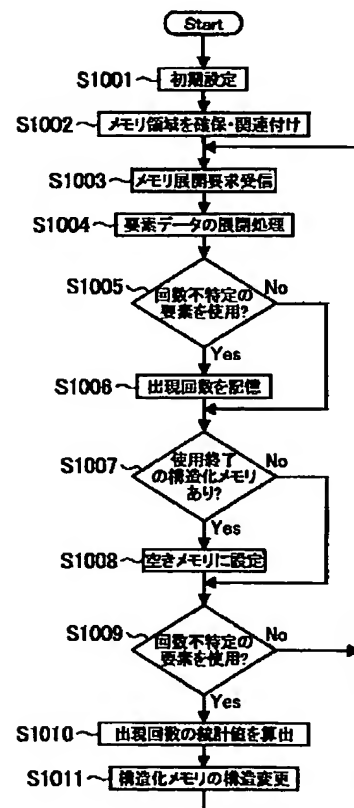 Start
S1001 初期設定
S1002 メモリ領域を確保・関連付け
S1003 メモリ展開要求受信
S1004 要素データの展開処理
S1005 回数不特定の
要素を使用?
No
Yes
S1006 出現回数を記憶
S1007 使用終了
の構造化メモリ
あり?
No
Yes
S1008 空きメモリに設定
S1009 回数不特定の
要素を使用?
No
Yes
S1010 出現回数の統計値を算出
S1011 構造化メモリの構造変更